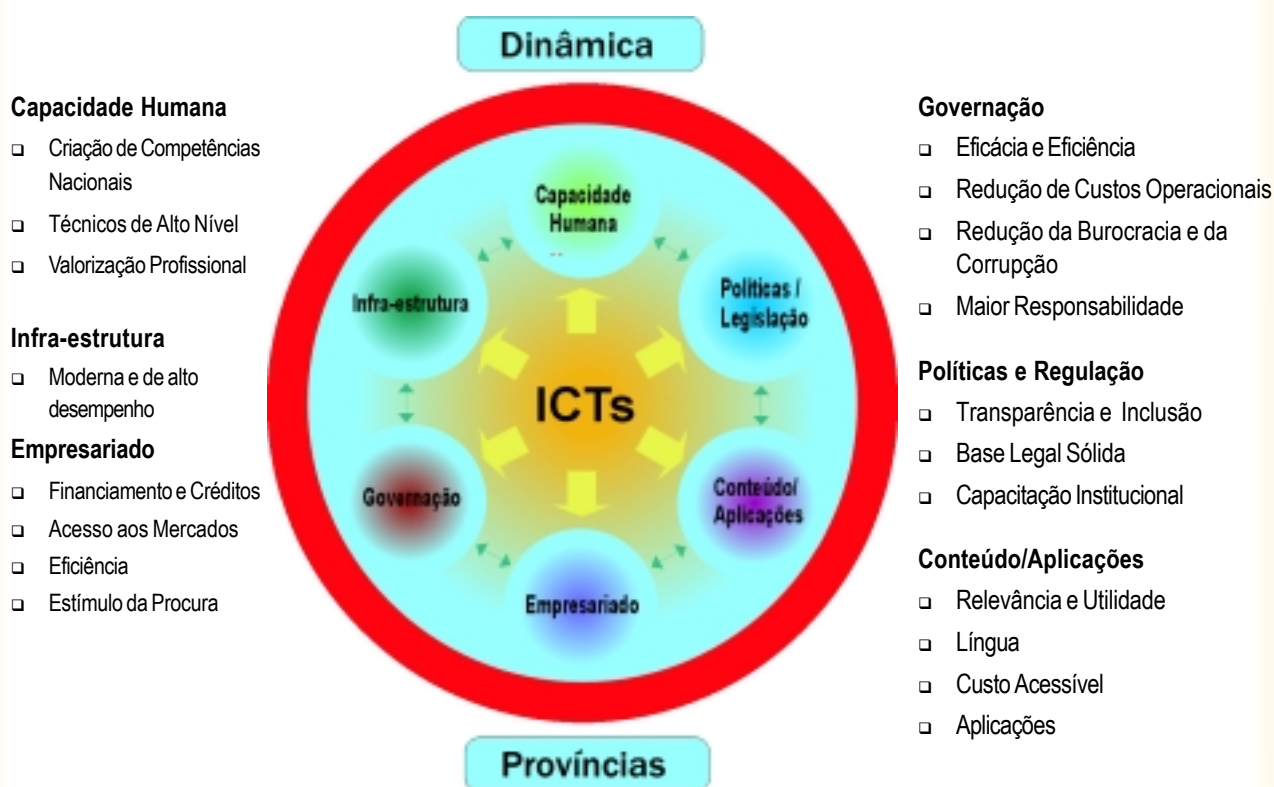 Dinâmica
Capacidade Humana
❑ Criação de Competências
Nacionais
❑ Técnicos de Alto Nível
❑ Valorização Profissional
Infra-estrutura
❑ Moderna e de alto
desempenho
Empresariado
❑ Financiamento e Créditos
❑ Acesso aos Mercados
❑ Eficiência
❑ Estímulo da Procura
Capacidade
Humana
Infra-estrutura
Políticas /
Legislação
ICTs
Governação
Conteúdo/
Aplicações
Empresariado
Governação
❑ Eficácia e Eficiência
❑ Redução de Custos Operacionais
❑ Redução da Burocracia e da
Corrupção
❑ Maior Responsabilidade
Políticas e Regulação
❑ Transparência e Inclusão
❑ Base Legal Sólida
❑ Capacitação Institucional
Conteúdo/Aplicações
❑ Relevância e Utilidade
❑ Língua
❑ Custo Acessível
❑ Aplicações
Províncias